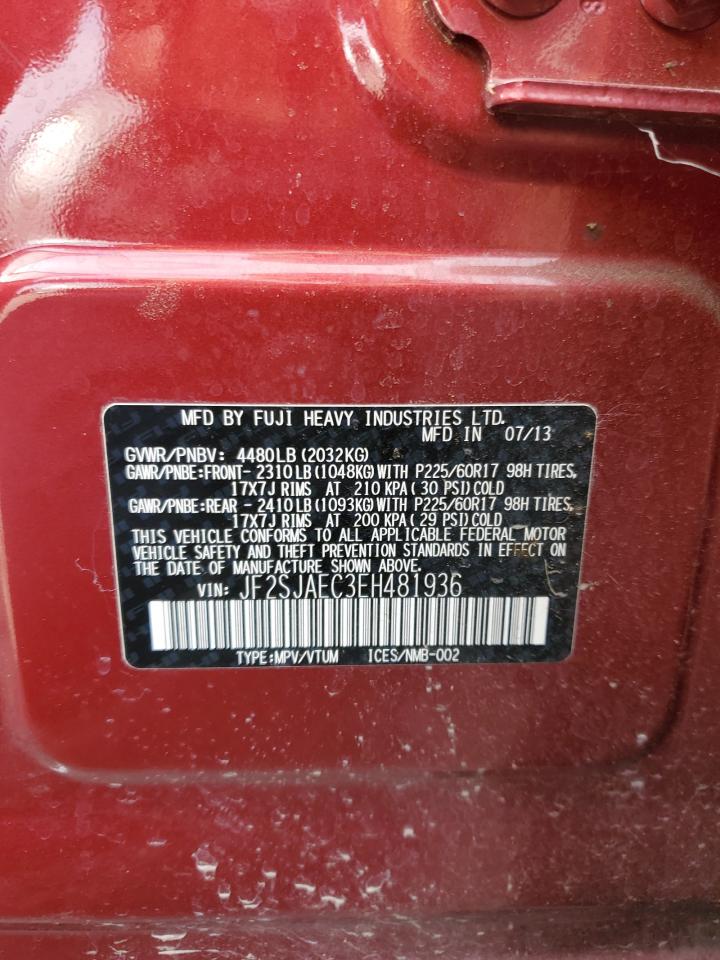 MFD BY FUJI HEAVY INDUSTRIES LTD.
MFD IN 07/13
GVWR/PNBV: 4480LB(2032KG)
GAWR/PNBE:FRONT- 2310LB(1048KG)WITH P225/60R17 98H TIRES,
17X7J RIMS AT 210 KPA(30 PSI)COLD
GAWR/PNBE:REAR - 2410LB(1093KG)WITH P225/60R17 98H TIRES,
17X7J RIMS AT 200 KPA(29 PSI)COLD
THIS VEHICLE CONFORMS TO ALL APPLICABLE FEDERAL MOTOR
VEHICLE SAFETY AND THEFT PREVENTION STANDARDS IN EFFECT ON
THE DATE OF MANUFACTURE SHOWN ABOVE.
VIN: JF2SJAEC3EH481936
TYPE:MPV/VTUM ICES/NMB-002